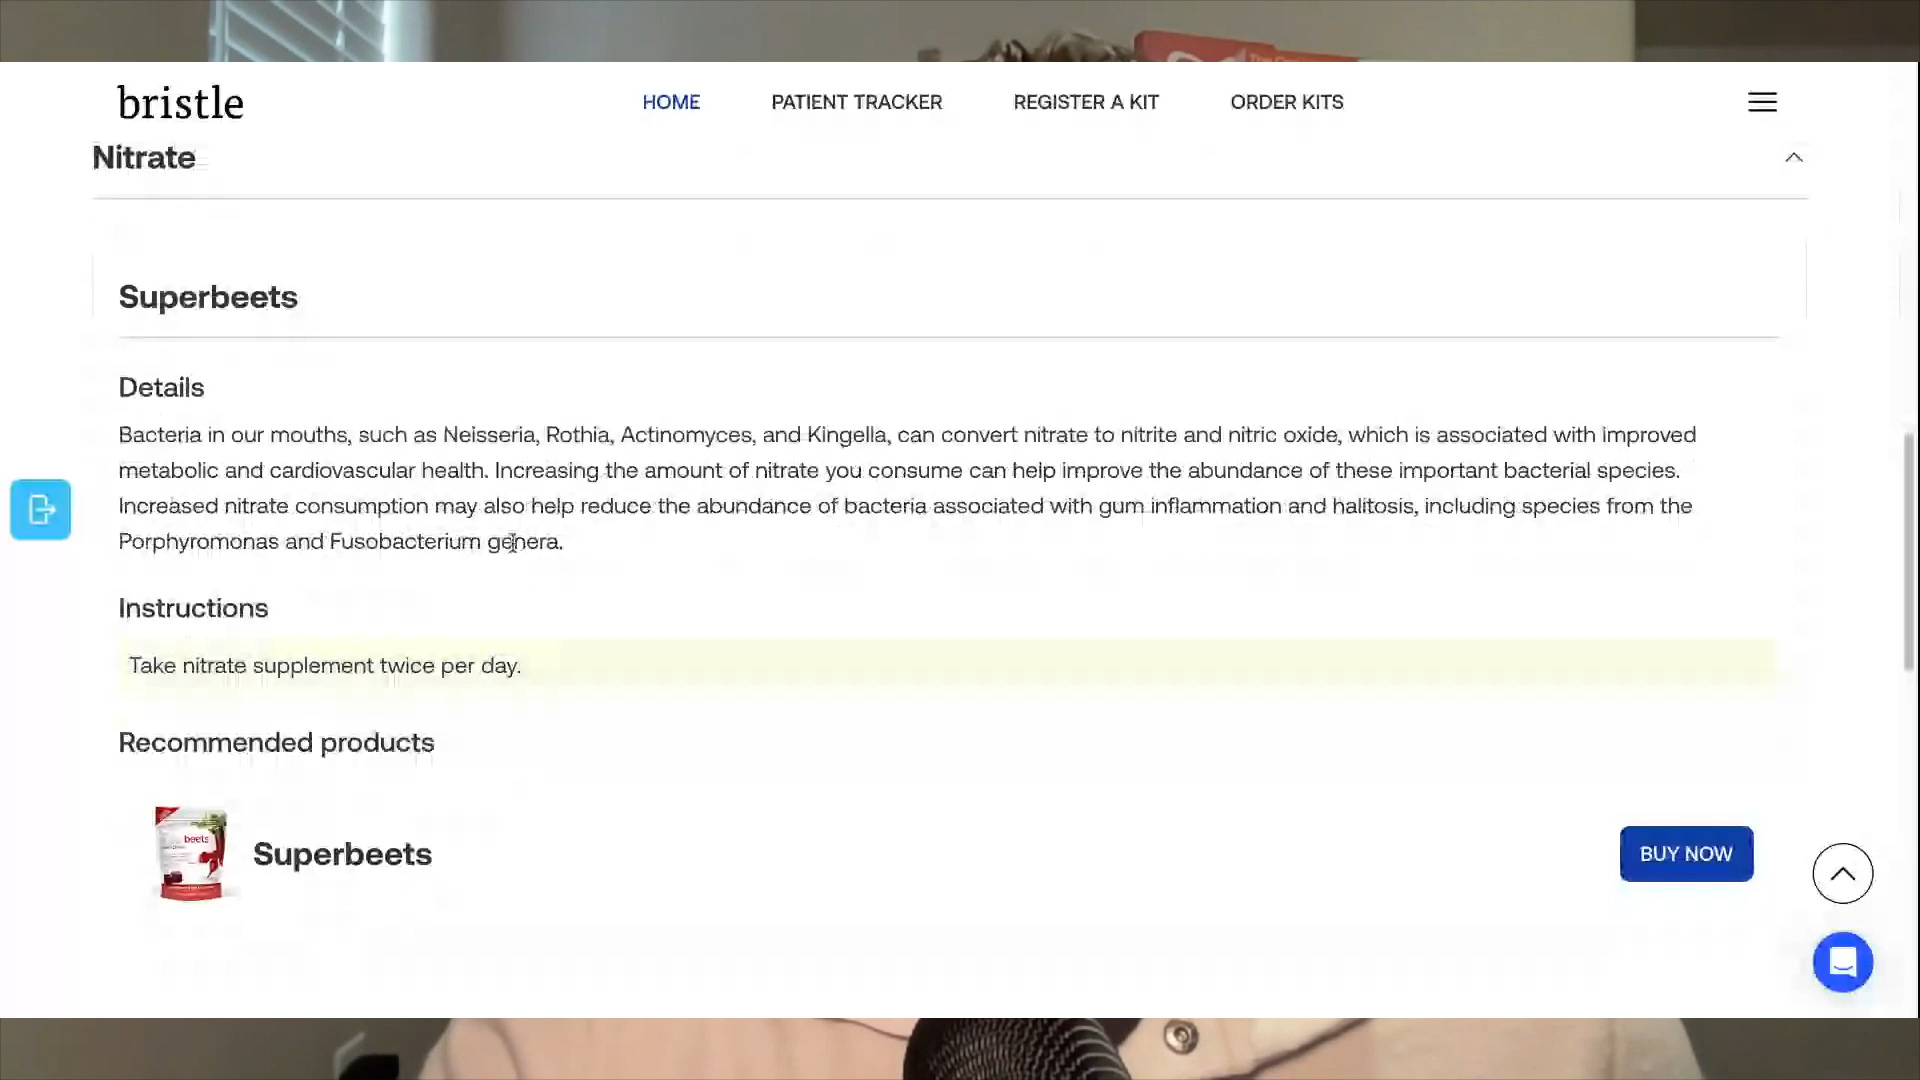 bristle
HOME PATIENT TRACKER REGISTER A KIT ORDER KITS
Nitrate
Superbeets
Details
Bacteria in our mouths, such as Neisseria, Rothia, Actinomyces, and Kingella, can convert nitrate to nitrite and nitric oxide, which is associated with improved
metabolic and cardiovascular health. Increasing the amount of nitrate you consume can help improve the abundance of these important bacterial species.
Increased nitrate consumption may also help reduce the abundance of bacteria associated with gum inflammation and halitosis, including species from the
Porphyromonas and Fusobacterium genera.
Instructions
Take nitrate supplement twice per day.
Recommended products
beets
Superbeets
BUY NOW